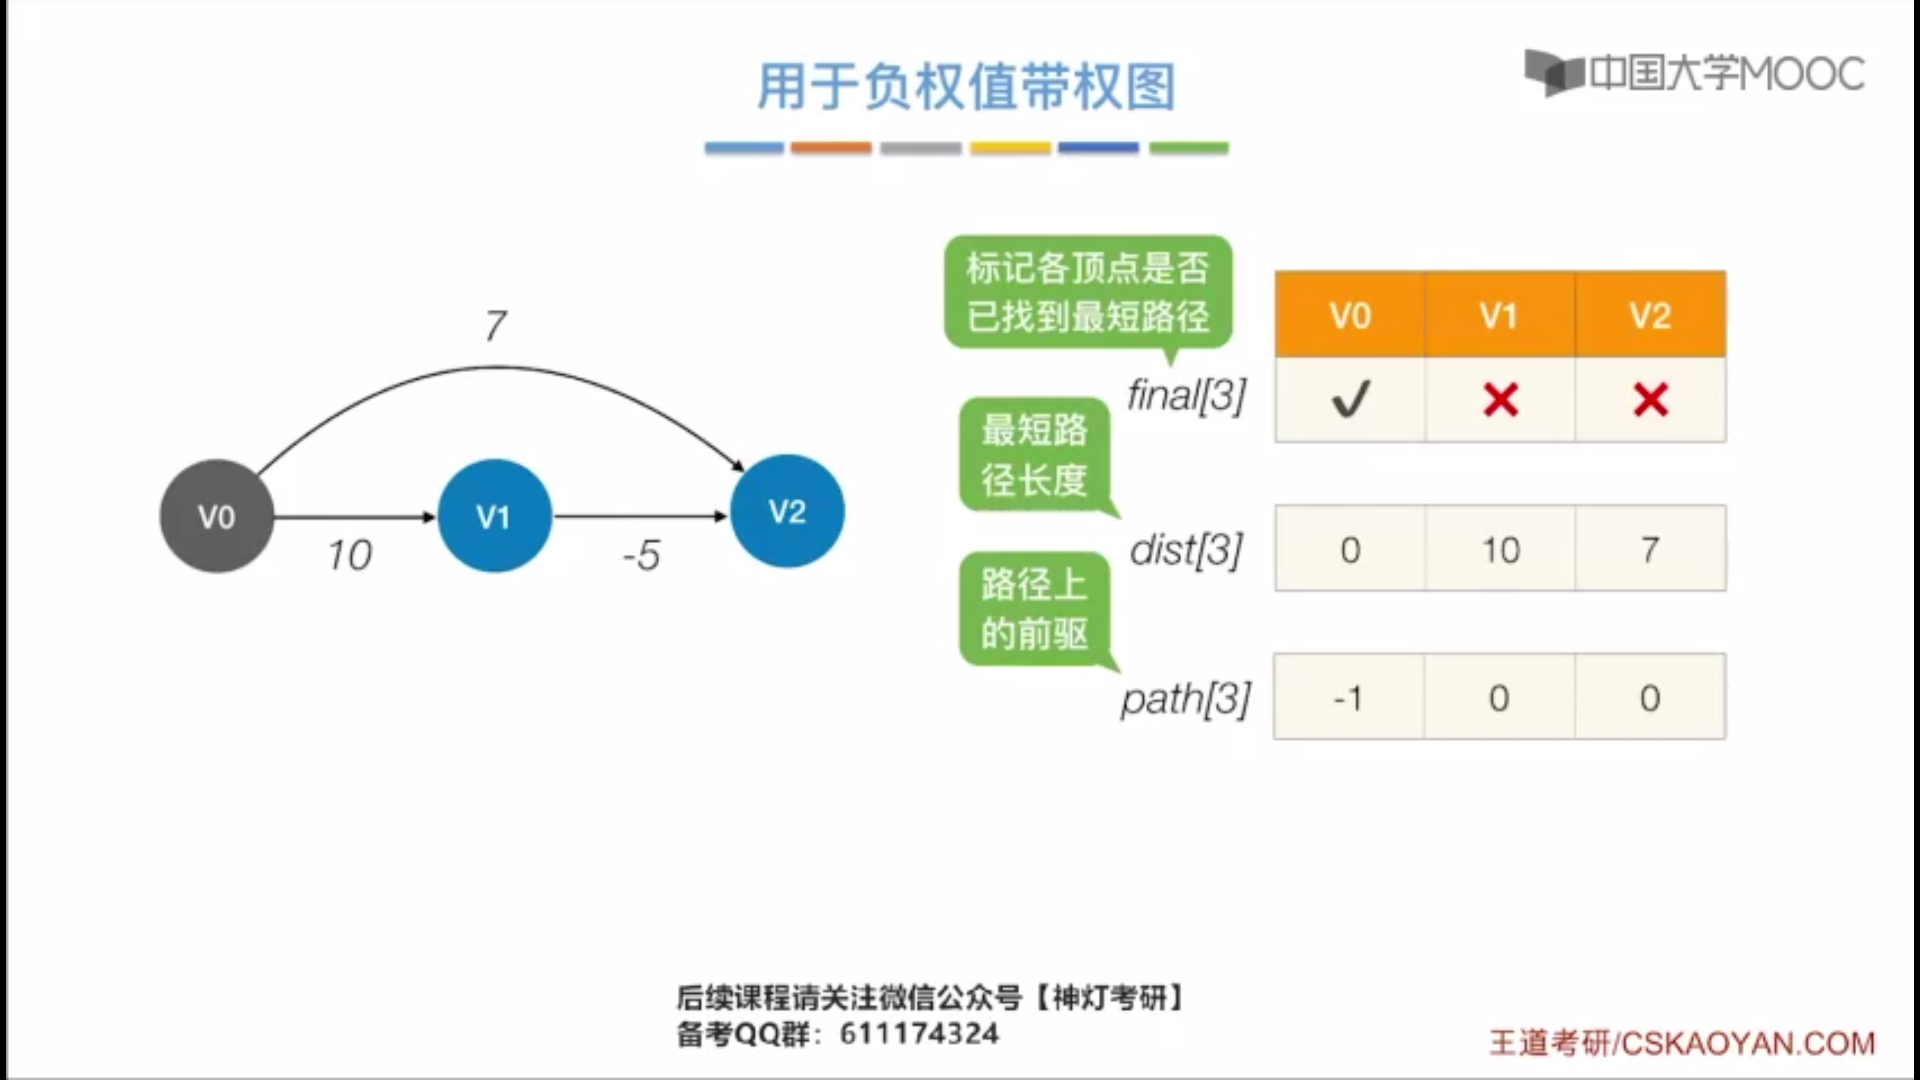 用于负权值带权图
中国大学MOOC
标记各顶点是否
已找到最短路径
V0 V1 V2
final[3]
最短路
径长度
dist[3] 0 10 7
路径上
的前驱
path[3] -1 0 0
7
V0 V1 V2
10 -5
后续课程请关注微信公众号【神灯考研】
备考QQ群：611174324
王道考研/CSKAOYAN.COM